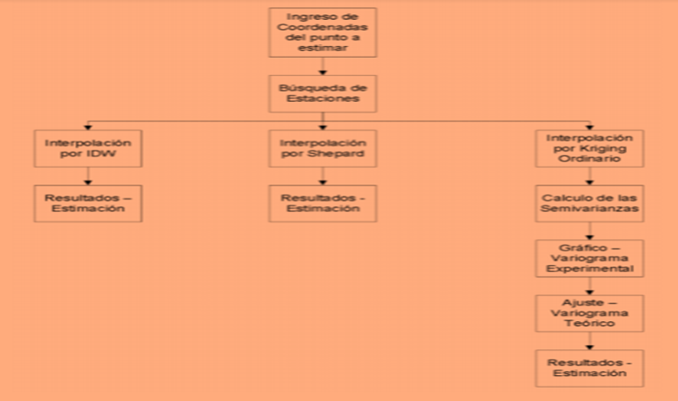 Ingreso de
Coordenadas
del punto a
estimar
Búsqueda de
Estaciones
Interpolación
por IDW
Interpolación
por Shepard
Interpolación
por Kriging
Ordinario
Resultados –
Estimación
Resultados -
Estimación
Calculo de las
Semivarianzas
Gráfico –
Variograma
Experimental
Ajuste –
Variograma
Teórico
Resultados -
Estimación